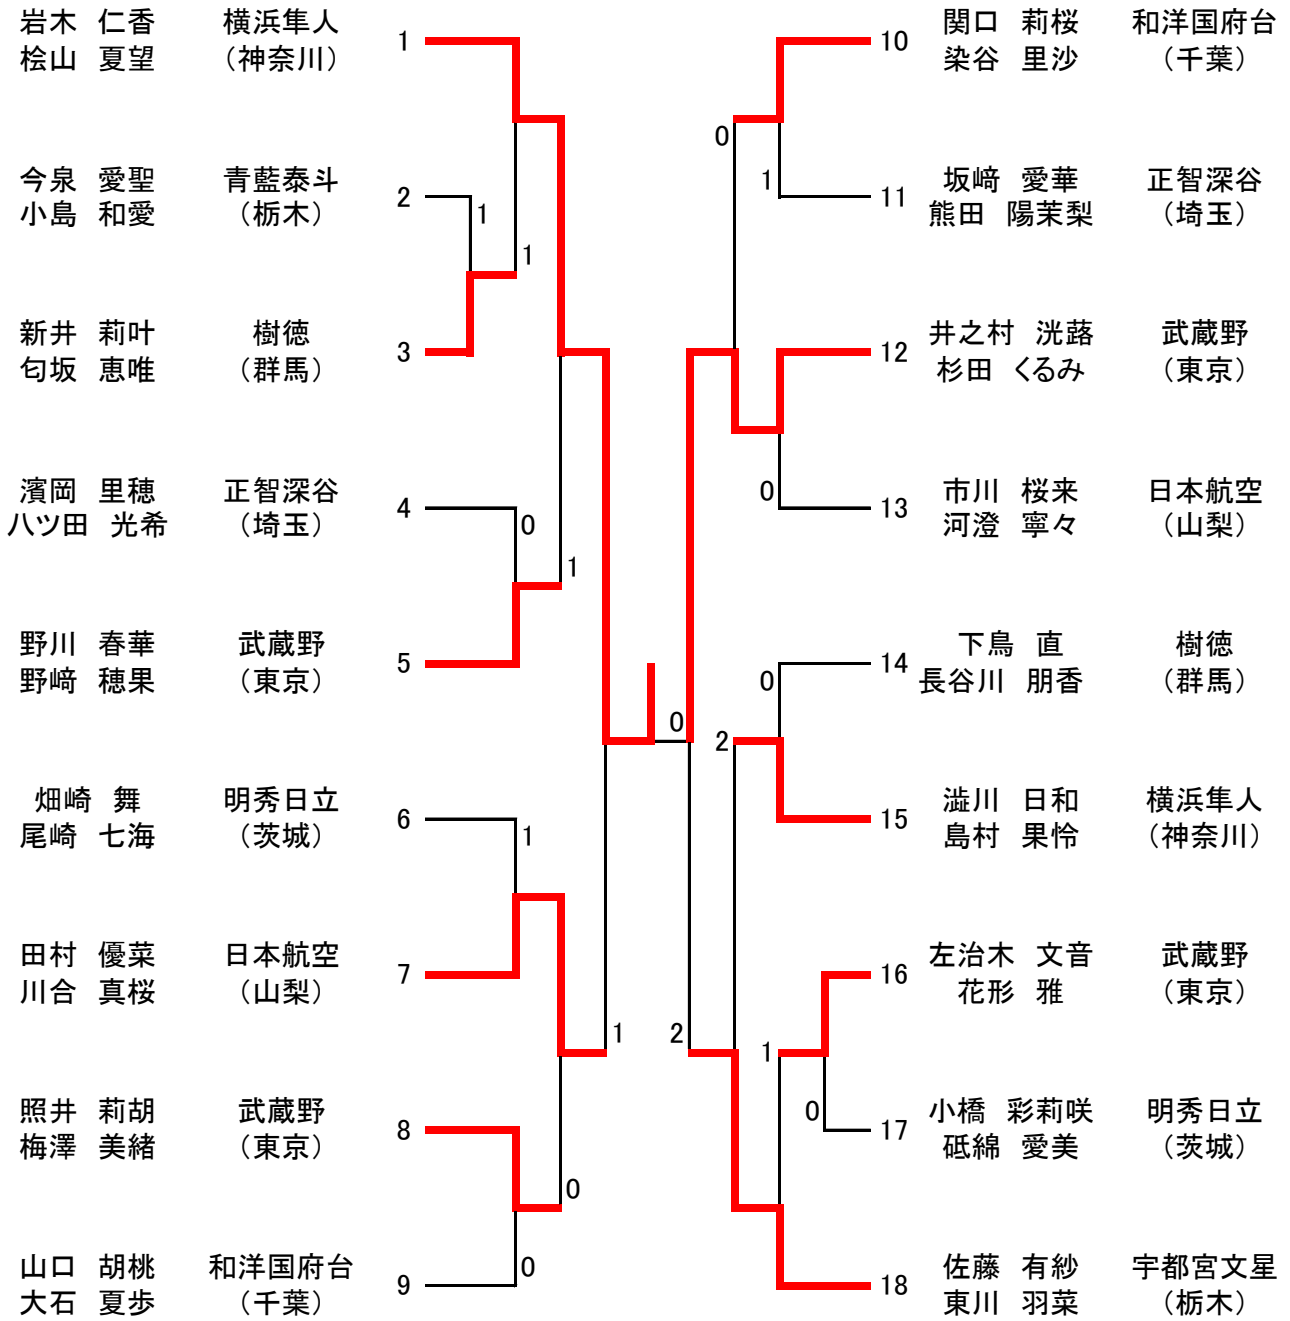 岩木 仁香 横浜隼人
桧山 夏望 （神奈川）
1
今泉 愛聖 青藍泰斗
小島 和愛 （栃木）
2
1
1
新井 莉叶 樹徳
匂坂 恵唯 （群馬）
3
濱岡 里穂 正智深谷
八ツ田 光希 （埼玉）
4
0
1
野川 春華 武蔵野
野﨑 穂果 （東京）
5
畑崎 舞 明秀日立
尾崎 七海 （茨城）
6
1
田村 優菜 日本航空
川合 真桜 （山梨）
7
1
照井 莉胡 武蔵野
梅澤 美緒 （東京）
8
0
山口 胡桃 和洋国府台
大石 夏歩 （千葉）
9
0
0
2
10
関口 莉桜 和洋国府台
染谷 里沙 （千葉）
0
1
11
坂﨑 愛華 正智深谷
熊田 陽茉梨 （埼玉）
12
井之村 洸蕗 武蔵野
杉田 くるみ （東京）
0
13
市川 桜来 日本航空
河澄 寧々 （山梨）
14
下鳥 直 樹徳
長谷川 朋香 （群馬）
0
2
15
澁川 日和 横浜隼人
島村 果怜 （神奈川）
16
左治木 文音 武蔵野
花形 雅 （東京）
1
0
17
小橋 彩莉咲 明秀日立
砥綿 愛美 （茨城）
18
佐藤 有紗 宇都宮文星
東川 羽菜 （栃木）